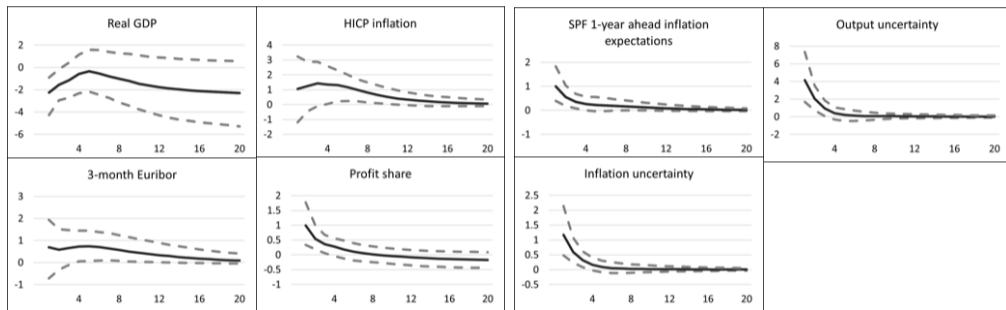 Real GDP
2
0
-2
-4
-6
4 8 12 16 20
HICP inflation
4
3
2
1
0
-1
-2
4 8 12 16 20
SPF 1-year ahead inflation
expectations
2
1
0
-1
4 8 12 16 20
Output uncertainty
8
6
4
2
0
-2
4 8 12 16 20
3-month Euribor
3
2
1
0
-1
4 8 12 16 20
Profit share
2
1.5
1
0.5
0
-0.5
-1
4 8 12 16 20
Inflation uncertainty
2.5
2
1.5
1
0.5
0
-0.5
4 8 12 16 20